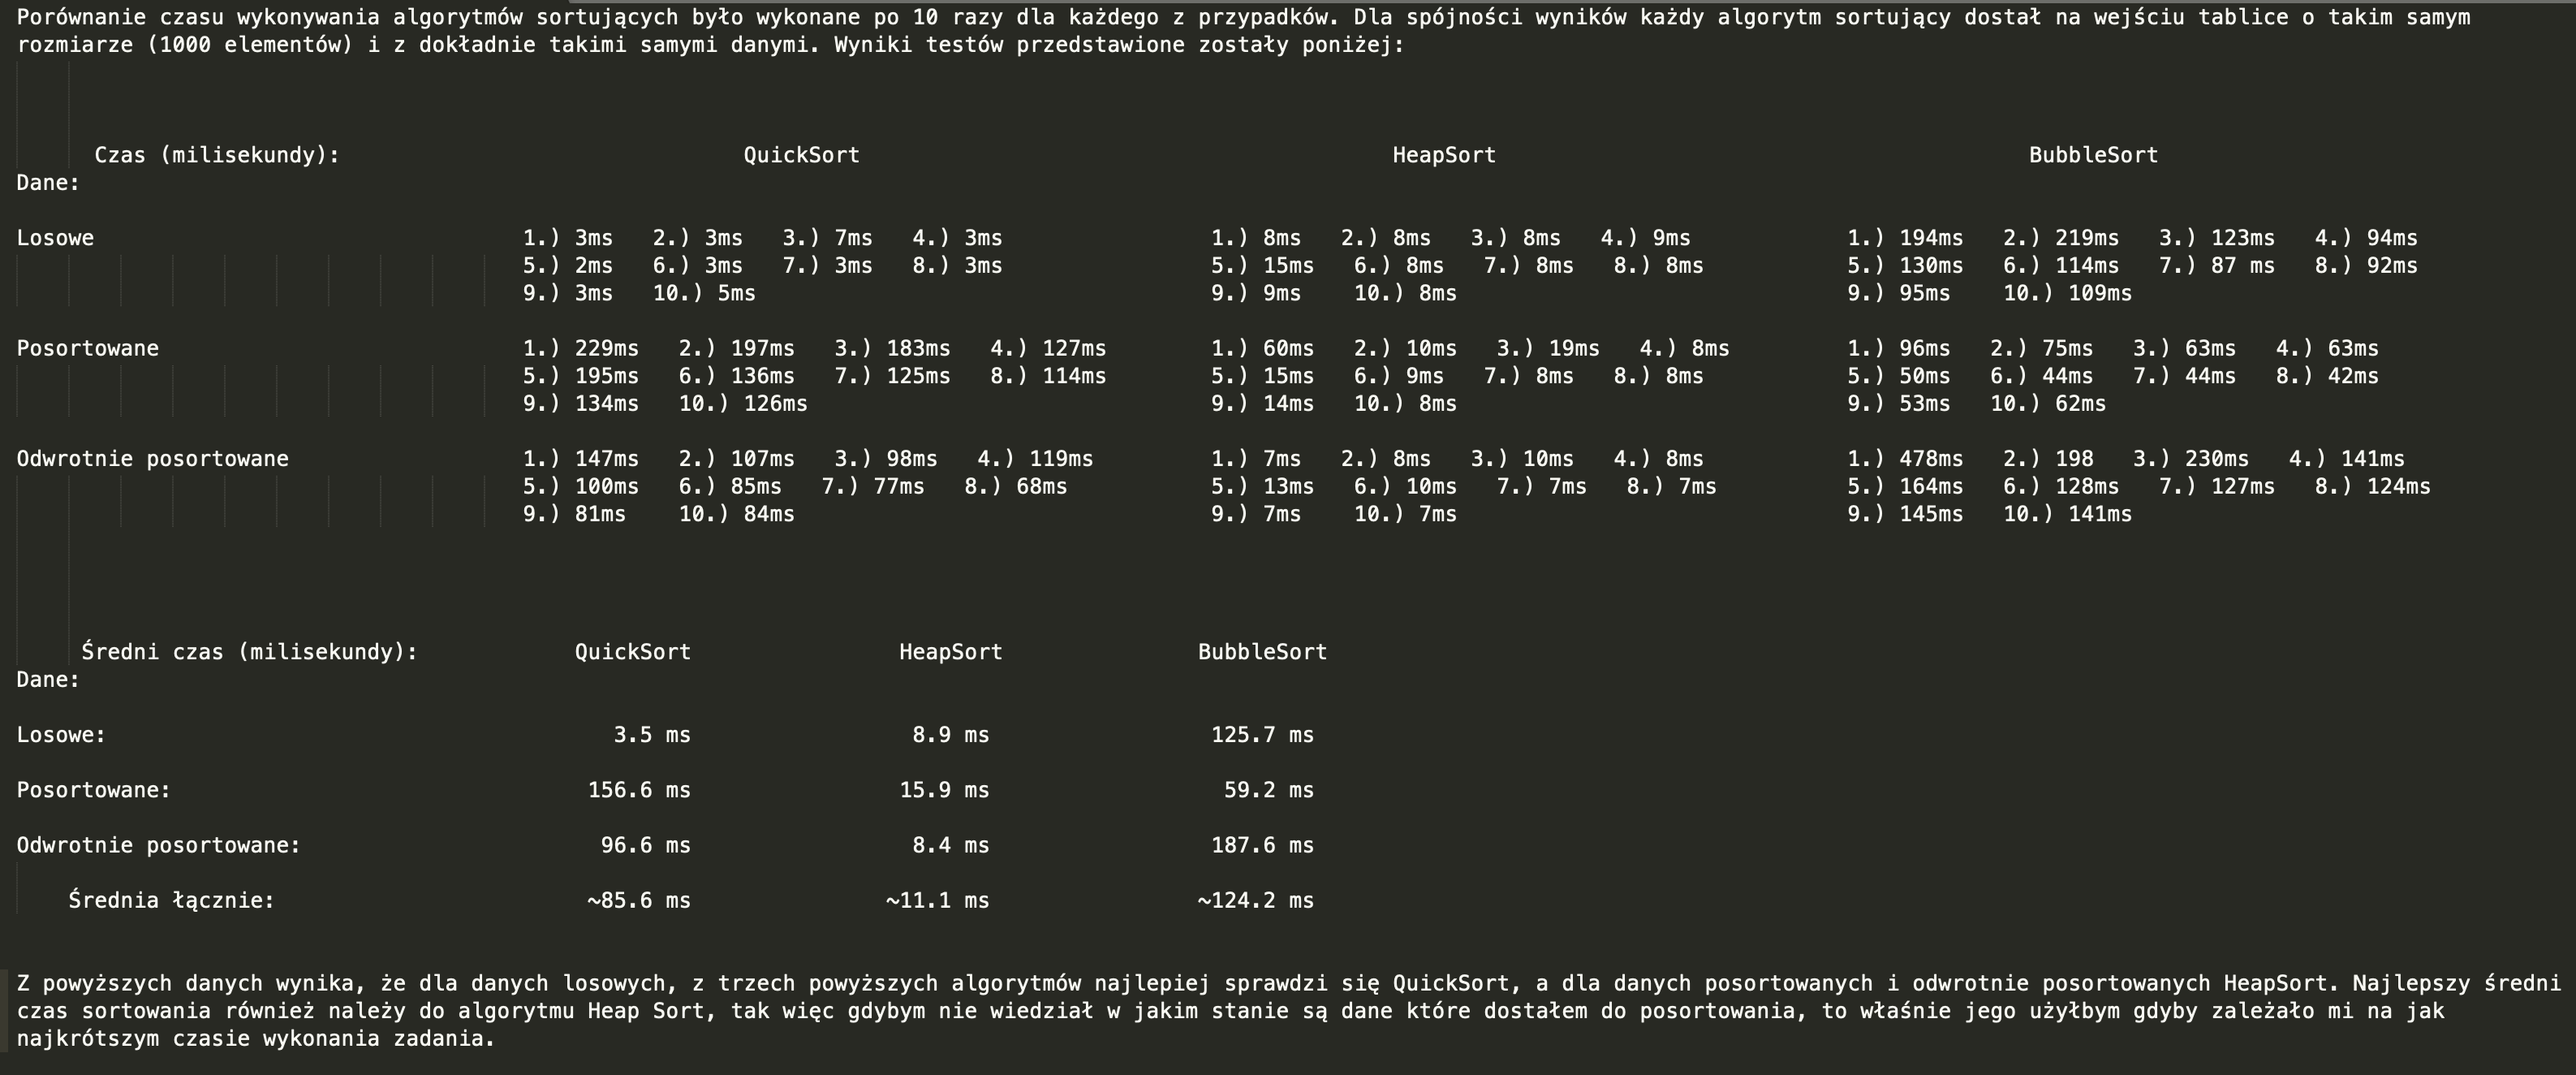 Porównanie czasu wykonywania algorytmów sortujących było wykonane po 10 razy dla każdego z przypadków. Dla spójności wyników każdy algorytm sortujący dostał na wejściu tablice o takim samym
rozmiarze (1000 elementów) i z dokładnie takimi samymi danymi. Wyniki testów przedstawione zostały poniżej:
Czas (milisekundy): QuickSort HeapSort BubbleSort
Dane:
Losowe 1.) 3ms 2.) 3ms 3.) 7ms 4.) 3ms 1.) 8ms 2.) 8ms 3.) 8ms 4.) 9ms 1.) 194ms 2.) 219ms 3.) 123ms 4.) 94ms
5.) 2ms 6.) 3ms 7.) 3ms 8.) 3ms 5.) 15ms 6.) 8ms 7.) 8ms 8.) 8ms 5.) 130ms 6.) 114ms 7.) 87 ms 8.) 92ms
9.) 3ms 10.) 5ms 9.) 9ms 10.) 8ms 9.) 95ms 10.) 109ms
Posortowane 1.) 229ms 2.) 197ms 3.) 183ms 4.) 127ms 1.) 60ms 2.) 10ms 3.) 19ms 4.) 8ms 1.) 96ms 2.) 75ms 3.) 63ms 4.) 63ms
5.) 195ms 6.) 136ms 7.) 125ms 8.) 114ms 5.) 15ms 6.) 9ms 7.) 8ms 8.) 8ms 5.) 50ms 6.) 44ms 7.) 44ms 8.) 42ms
9.) 134ms 10.) 126ms 9.) 14ms 10.) 8ms 9.) 53ms 10.) 62ms
Odwrotnie posortowane 1.) 147ms 2.) 107ms 3.) 98ms 4.) 119ms 1.) 7ms 2.) 8ms 3.) 10ms 4.) 8ms 1.) 478ms 2.) 198 3.) 230ms 4.) 141ms
5.) 100ms 6.) 85ms 7.) 77ms 8.) 68ms 5.) 13ms 6.) 10ms 7.) 7ms 8.) 7ms 5.) 164ms 6.) 128ms 7.) 127ms 8.) 124ms
9.) 81ms 10.) 84ms 9.) 7ms 10.) 7ms 9.) 145ms 10.) 141ms
Średni czas (milisekundy): QuickSort HeapSort BubbleSort
Dane:
Losowe: 3.5 ms 8.9 ms 125.7 ms
Posortowane: 156.6 ms 15.9 ms 59.2 ms
Odwrotnie posortowane: 96.6 ms 8.4 ms 187.6 ms
Średnia łącznie: ~85.6 ms ~11.1 ms ~124.2 ms
Z powyższych danych wynika, że dla danych losowych, z trzech powyższych algorytmów najlepiej sprawdzi się QuickSort, a dla danych posortowanych i odwrotnie posortowanych HeapSort. Najlepszy średni
czas sortowania również należy do algorytmu Heap Sort, tak więc gdybym nie wiedział w jakim stanie są dane które dostałem do posortowania, to właśnie jego użyłbym gdyby zależało mi na jak
najkrótszym czasie wykonania zadania.